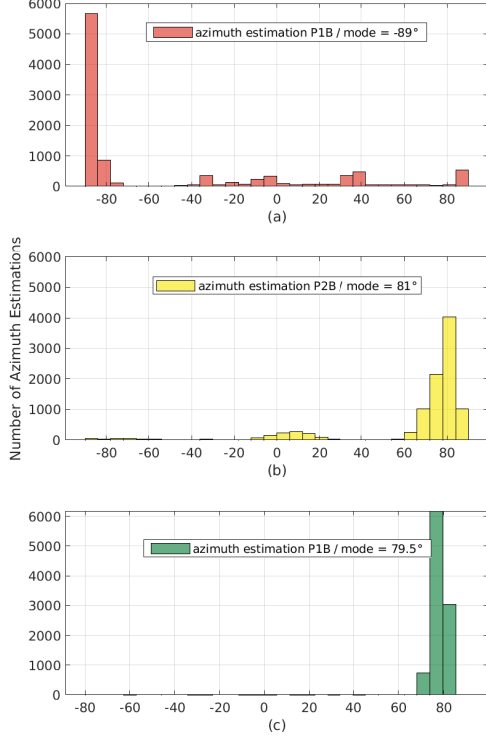 6000
azimuth estimation P1B / mode = -89°
5000
4000
3000
2000
1000
0
-80 -60 -40 -20 0 20 40 60 80
(a)
Number of Azimuth Estimations
6000
azimuth estimation P2B / mode = 81°
5000
4000
3000
2000
1000
0
-80 -60 -40 -20 0 20 40 60 80
(b)
6000
azimuth estimation P1B / mode = 79.5°
5000
4000
3000
2000
1000
0
-80 -60 -40 -20 0 20 40 60 80
(c)